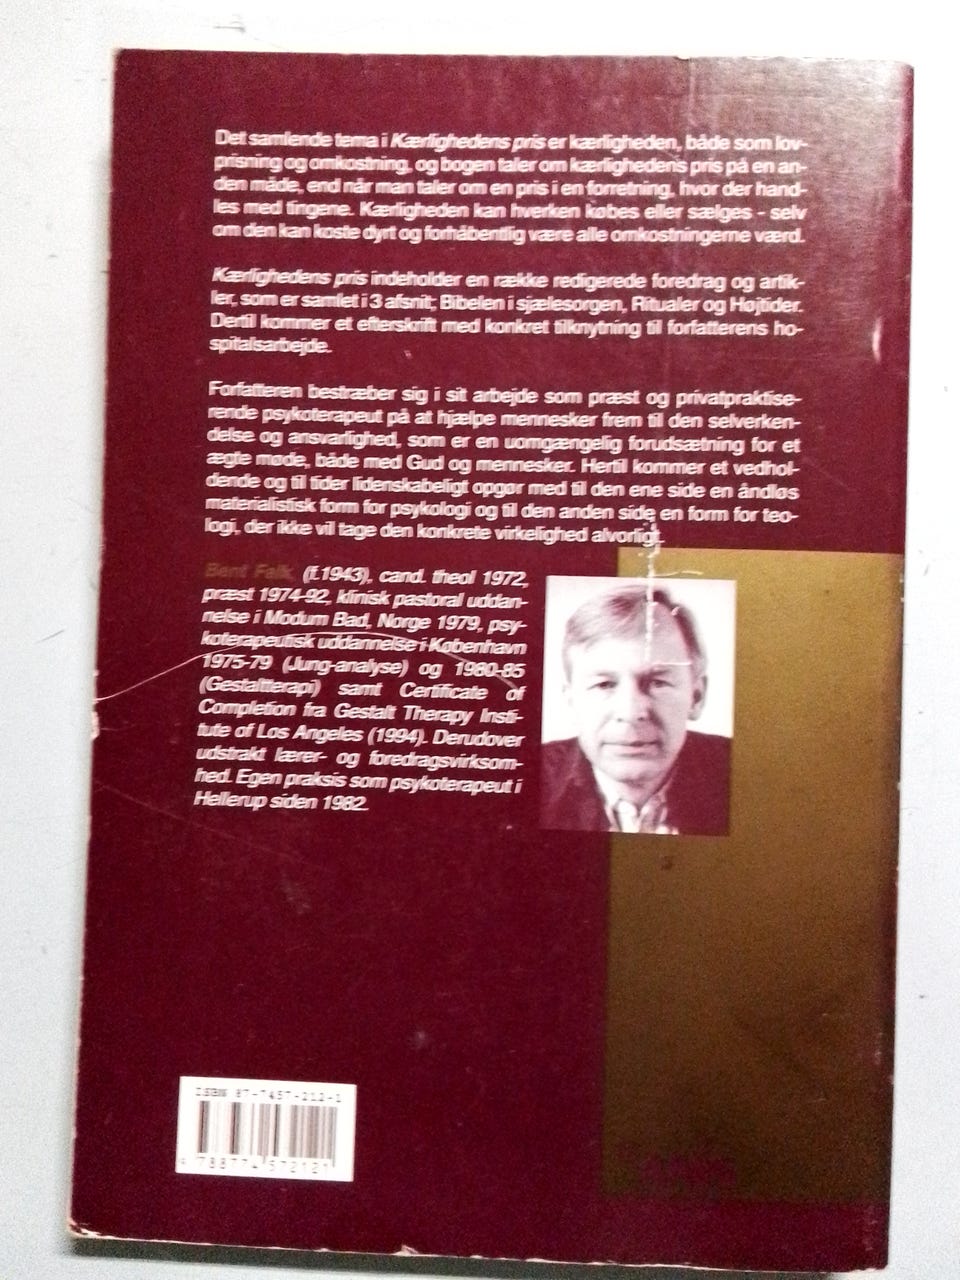 Det samlende tema i Kærlighedens pris er kærligheden, både som lov-
prisning og omkostning, og bogen taler om kærlighedens pris på en an-
den måde, end når man taler om en pris i en forretning, hvor der hand-
les med tingene. Kærligheden kan hverken købes eller sælges - selv
om den kan koste dyrt og forhåbentlig være alle omkostningerne værd.
Kærlighedens pris indeholder en række redigerede foredrag og artik-
ler, som er samlet i 3 afsnit; Bibelen i sjælesorgen, Ritualer og Højtider.
Dertil kommer et efterskrift med konkret tilknytning til forfatterens ho-
spitalsarbejde.
Forfatteren bestræber sig i sit arbejde som præst og privatpraktise-
rende psykoterapeut på at hjælpe mennesker frem til den selverken-
delse og ansvarlighed, som er en uomgængelig forudsætning for et
ægte møde, både med Gud og mennesker. Hertil kommer et vedhol-
dende og til tider lidenskabeligt opgør med til den ene side en åndløs
materialistisk form for psykologi og til den anden side en form for teo-
logi, der ikke vil tage den konkrete virkelighed alvorligt.
Bent Falk, (f.1943), cand. theol 1972,
præst 1974-92, klinisk pastoral uddan-
nelse i Modum Bad, Norge 1979, psy-
koterapeutisk uddannelse i København
1975-79 (Jung-analyse) og 1980-85
(Gestaltterapi) samt Certificate of
Completion fra Gestalt Therapy Insti-
tute of Los Angeles (1994). Derudover
udstrakt lærer- og foredragsvirksom-
hed. Egen praksis som psykoterapeut i
Hellerup siden 1982.
ISBN 87-7457-212-1
9 788774 572121